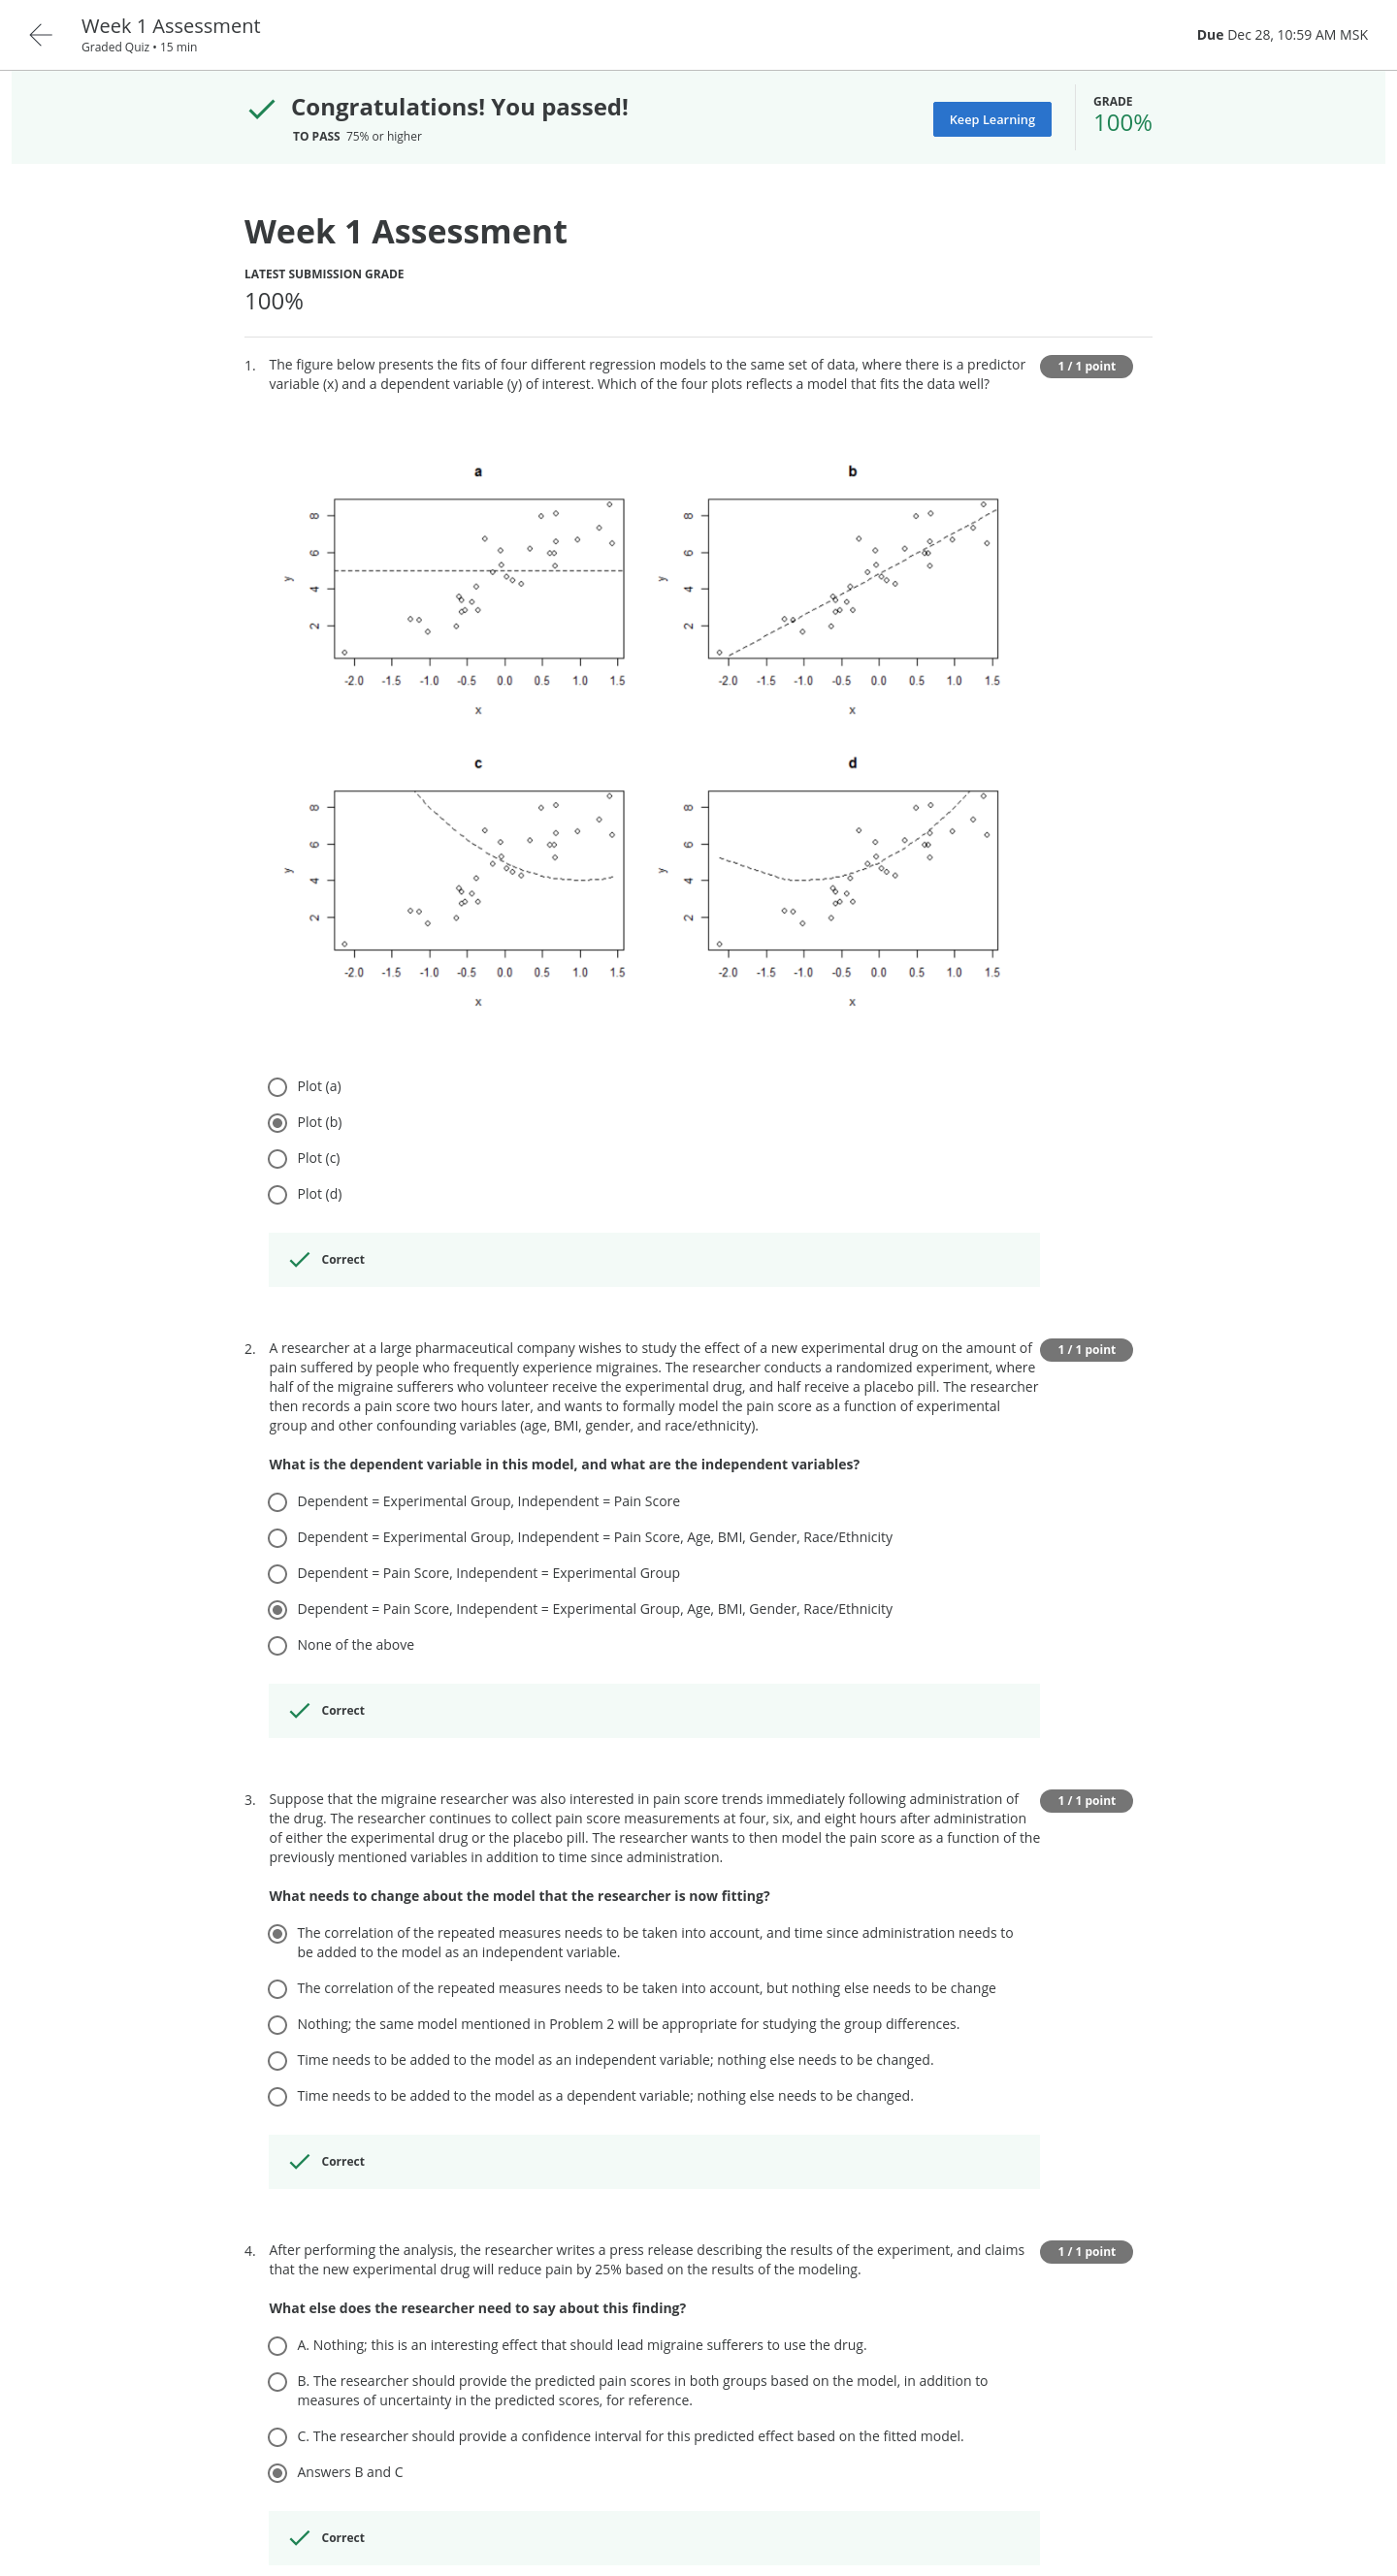 Week 1 Assessment
Graded Quiz • 15 min
Due Dec 28, 10:59 AM MSK
Congratulations! You passed!
TO PASS 75% or higher
Keep Learning
GRADE
100%
Week 1 Assessment
LATEST SUBMISSION GRADE
100%
1. The figure below presents the fits of four different regression models to the same set of data, where there is a predictor
variable (x) and a dependent variable (y) of interest. Which of the four plots reflects a model that fits the data well?
1 / 1 point
a
y
8
6
4
2
-2.0 -1.5 -1.0 -0.5 0.0 0.5 1.0 1.5
x
b
y
8
6
4
2
-2.0 -1.5 -1.0 -0.5 0.0 0.5 1.0 1.5
x
c
y
8
6
4
2
-2.0 -1.5 -1.0 -0.5 0.0 0.5 1.0 1.5
x
d
y
8
6
4
2
-2.0 -1.5 -1.0 -0.5 0.0 0.5 1.0 1.5
x
Plot (a)
Plot (b)
Plot (c)
Plot (d)
Correct
2. A researcher at a large pharmaceutical company wishes to study the effect of a new experimental drug on the amount of
pain suffered by people who frequently experience migraines. The researcher conducts a randomized experiment, where
half of the migraine sufferers who volunteer receive the experimental drug, and half receive a placebo pill. The researcher
then records a pain score two hours later, and wants to formally model the pain score as a function of experimental
group and other confounding variables (age, BMI, gender, and race/ethnicity).
1 / 1 point
What is the dependent variable in this model, and what are the independent variables?
Dependent = Experimental Group, Independent = Pain Score
Dependent = Experimental Group, Independent = Pain Score, Age, BMI, Gender, Race/Ethnicity
Dependent = Pain Score, Independent = Experimental Group
Dependent = Pain Score, Independent = Experimental Group, Age, BMI, Gender, Race/Ethnicity
None of the above
Correct
3. Suppose that the migraine researcher was also interested in pain score trends immediately following administration of
the drug. The researcher continues to collect pain score measurements at four, six, and eight hours after administration
of either the experimental drug or the placebo pill. The researcher wants to then model the pain score as a function of the
previously mentioned variables in addition to time since administration.
1 / 1 point
What needs to change about the model that the researcher is now fitting?
The correlation of the repeated measures needs to be taken into account, and time since administration needs to
be added to the model as an independent variable.
The correlation of the repeated measures needs to be taken into account, but nothing else needs to be change
Nothing; the same model mentioned in Problem 2 will be appropriate for studying the group differences.
Time needs to be added to the model as an independent variable; nothing else needs to be changed.
Time needs to be added to the model as a dependent variable; nothing else needs to be changed.
Correct
4. After performing the analysis, the researcher writes a press release describing the results of the experiment, and claims
that the new experimental drug will reduce pain by 25% based on the results of the modeling.
1 / 1 point
What else does the researcher need to say about this finding?
A. Nothing; this is an interesting effect that should lead migraine sufferers to use the drug.
B. The researcher should provide the predicted pain scores in both groups based on the model, in addition to
measures of uncertainty in the predicted scores, for reference.
C. The researcher should provide a confidence interval for this predicted effect based on the fitted model.
Answers B and C
Correct